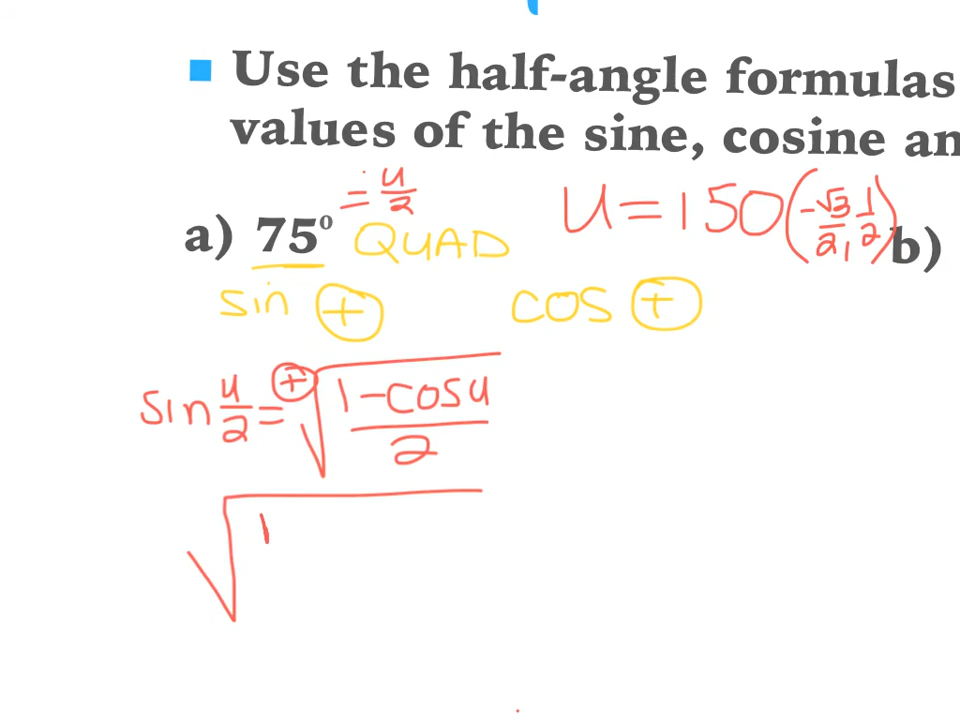 Use the half-angle formulas
values of the sine, cosine an
= u/2
U = 150 (-√3/2, 1/2)
a) 75° QUAD
b)
sin + cos +
sin u/2 = + √((1-cosu)/2)
√(1